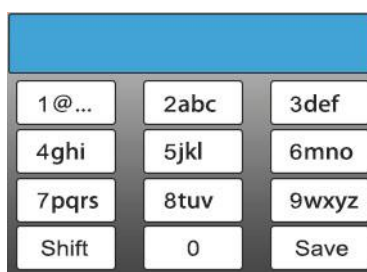 1@... 2abc 3def
4ghi 5jkl 6mno
7pqrs 8tuv 9wxyz
Shift 0 Save